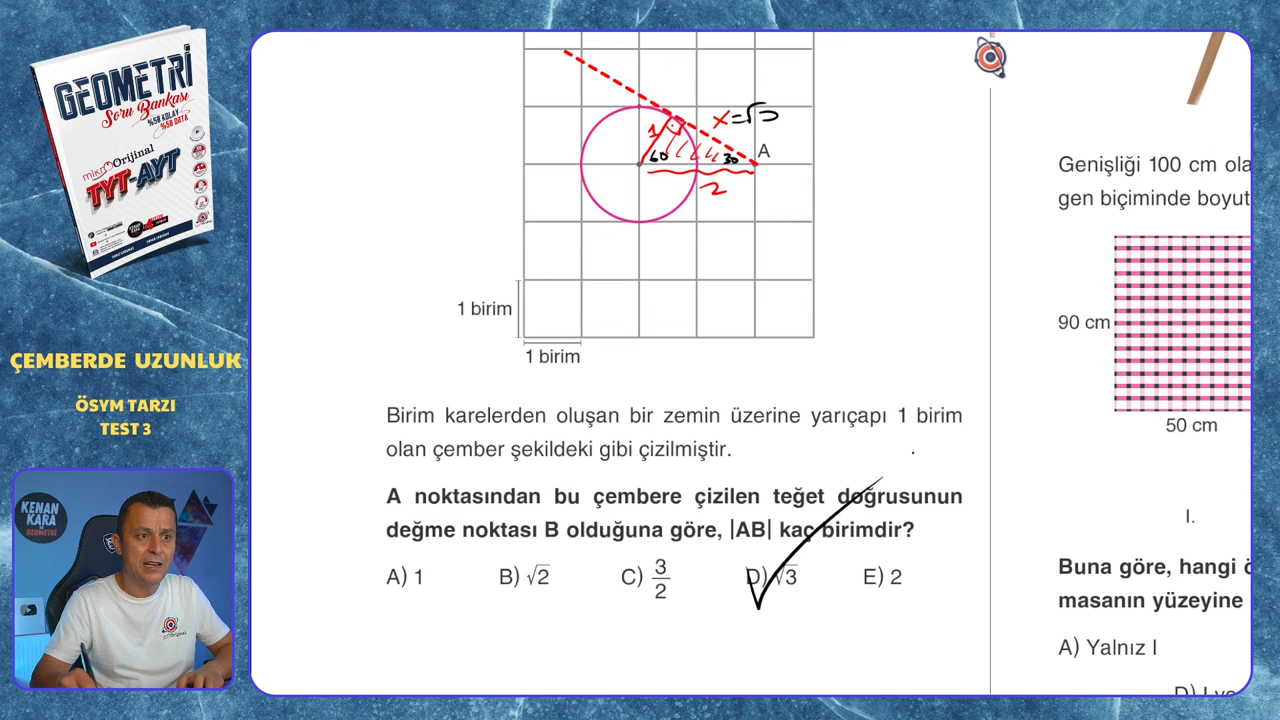 GEOMETRİ
Soru Bankası
%50 KOLAY
%50 ORTA
mikro Orijinal
TYT-AYT
ÇEMBERDE UZUNLUK
ÖSYM TARZI
TEST 3
KENAN
KARA
GEOMETRİ
x=√3
1
60
30
A
2
1 birim
1 birim
Birim karelerden oluşan bir zemin üzerine yarıçapı 1 birim
olan çember şekildeki gibi çizilmiştir.
A noktasından bu çembere çizilen teğet doğrusunun
değme noktası B olduğuna göre, |AB| kaç birimdir?
A) 1 B) √2 C) 3/2 D) √3 E) 2
Genişliği 100 cm ola
gen biçiminde boyut
90 cm
50 cm
I.
Buna göre, hangi ö
masanın yüzeyine
A) Yalnız I